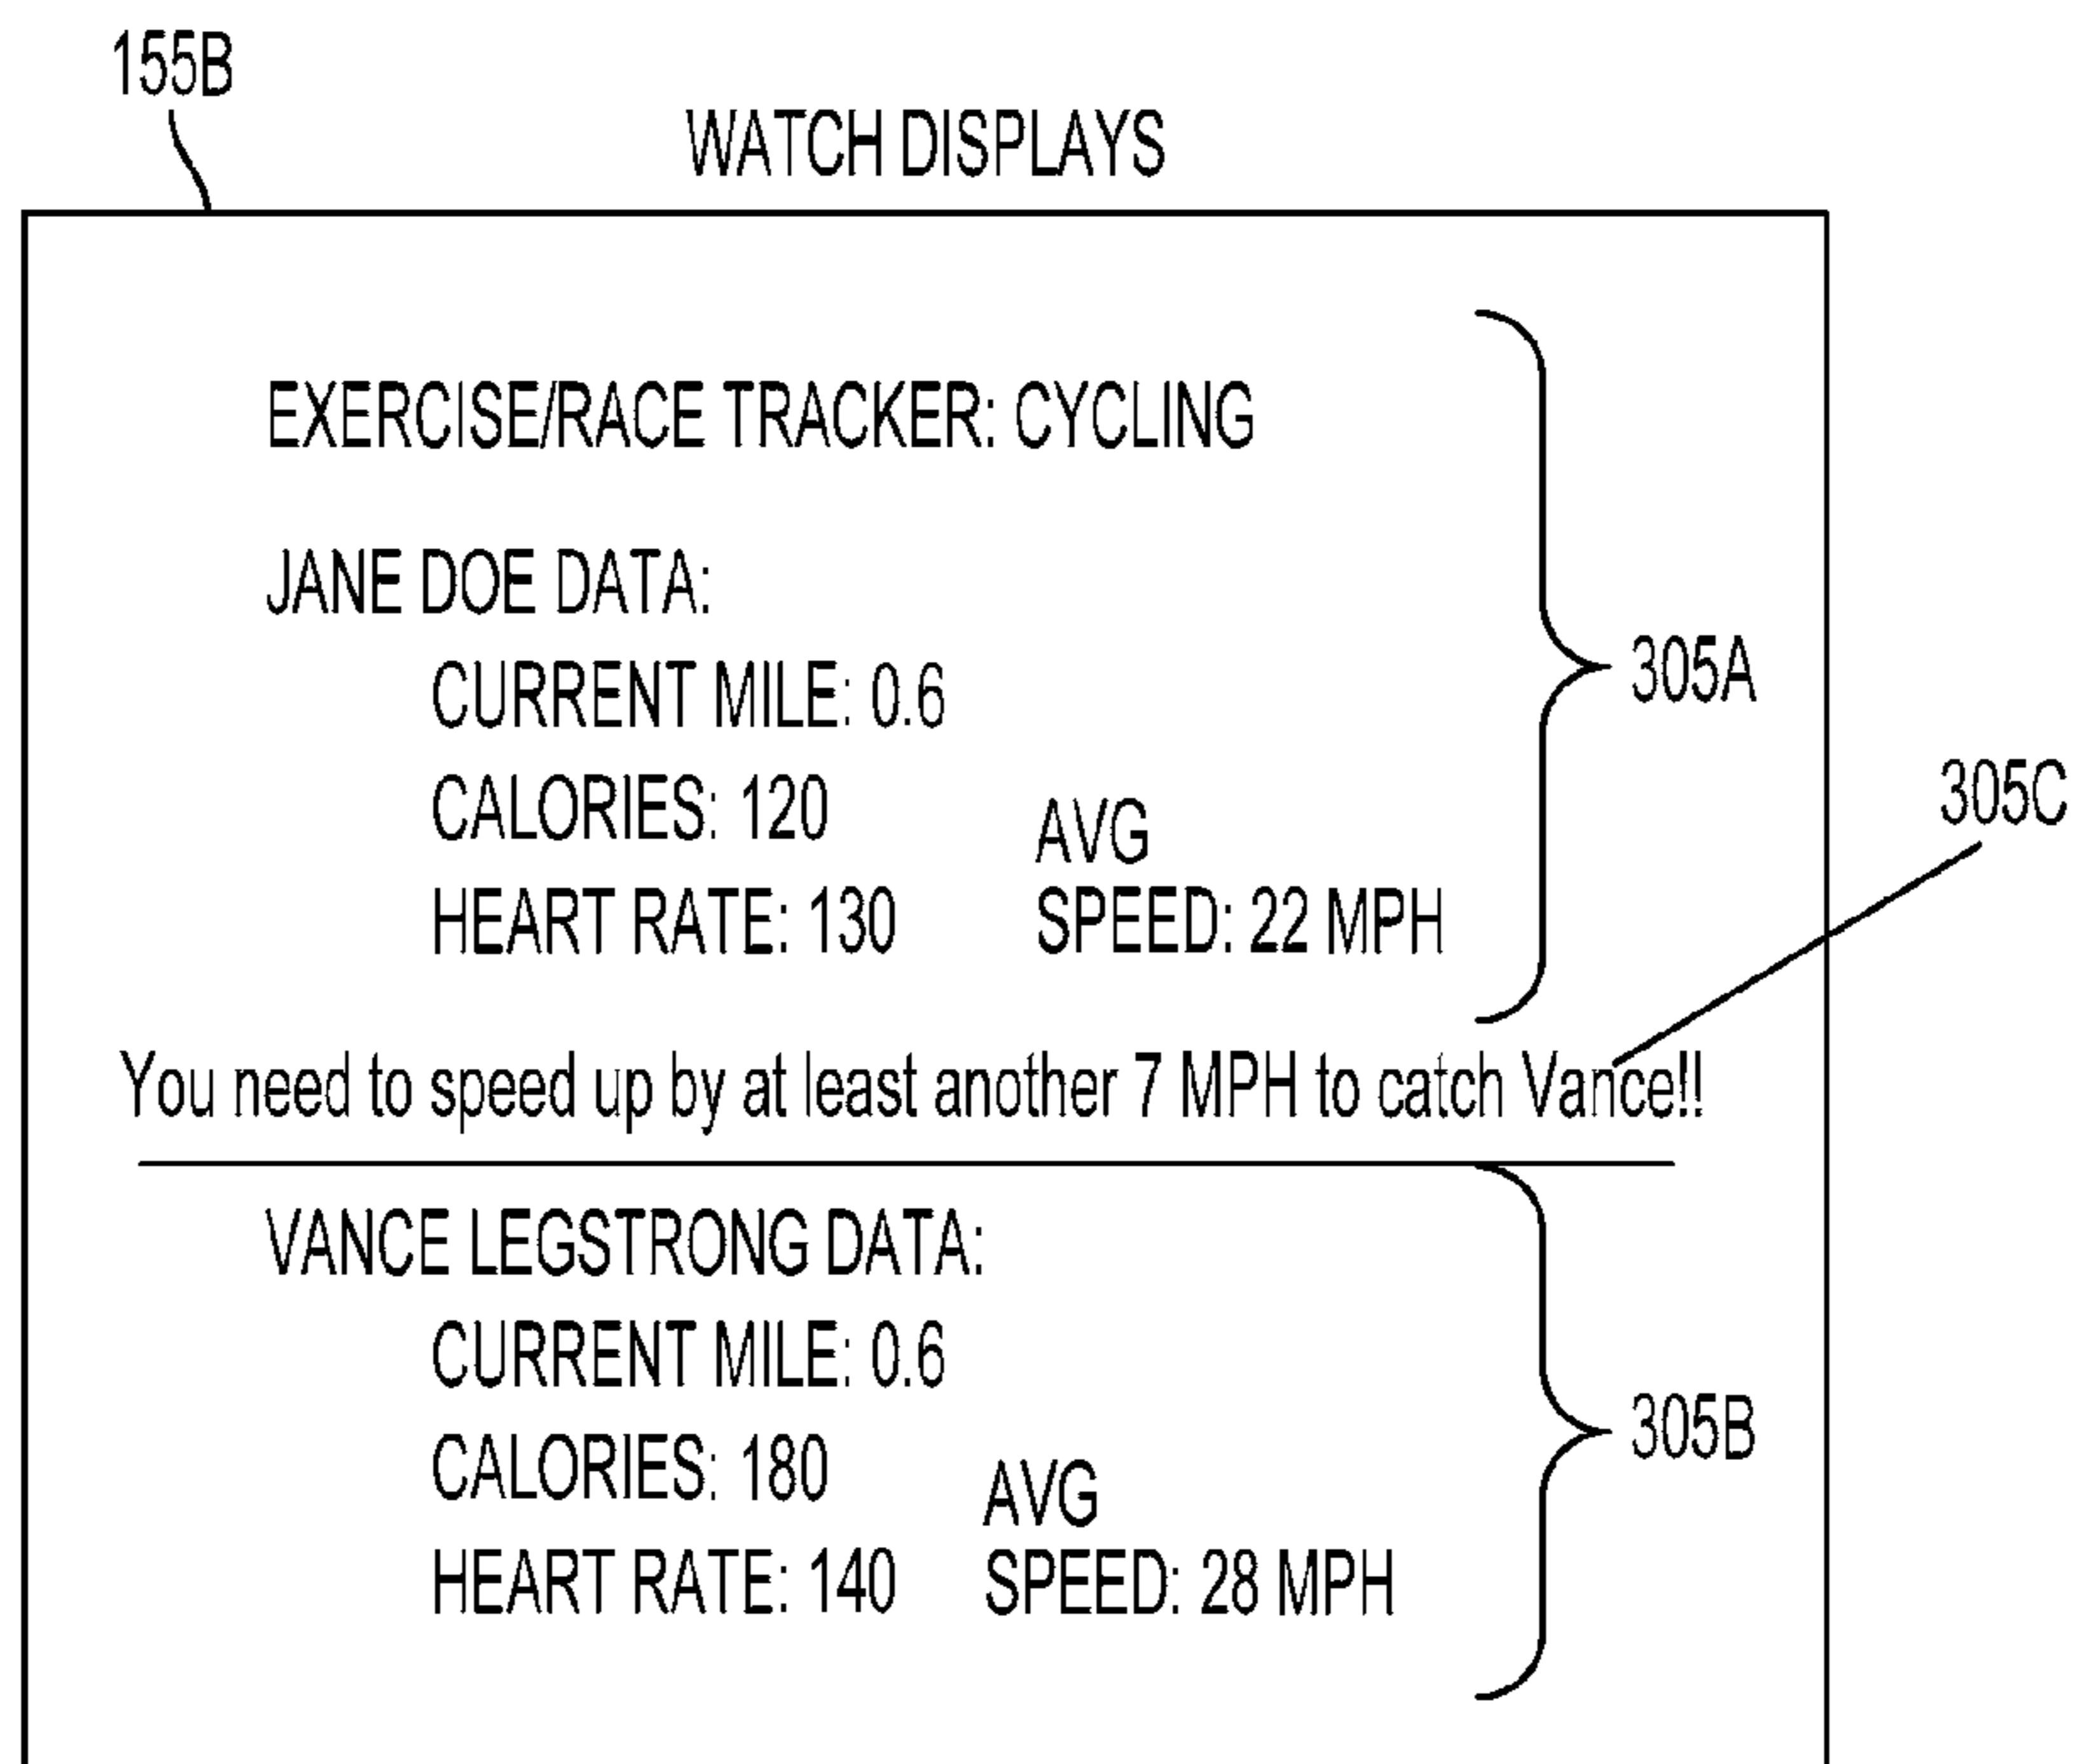 155B
WATCH DISPLAYS
EXERCISE/RACE TRACKER: CYCLING
JANE DOE DATA:
CURRENT MILE: 0.6
305A
CALORIES: 120
AVG
305C
HEART RATE: 130
SPEED: 22 MPH
You need to speed up by at least another 7 MPH to catch Vance!!
VANCE LEGSTRONG DATA:
CURRENT MILE: 0.6
CALORIES: 180
305B
AVG
HEART RATE: 140
SPEED: 28 MPH